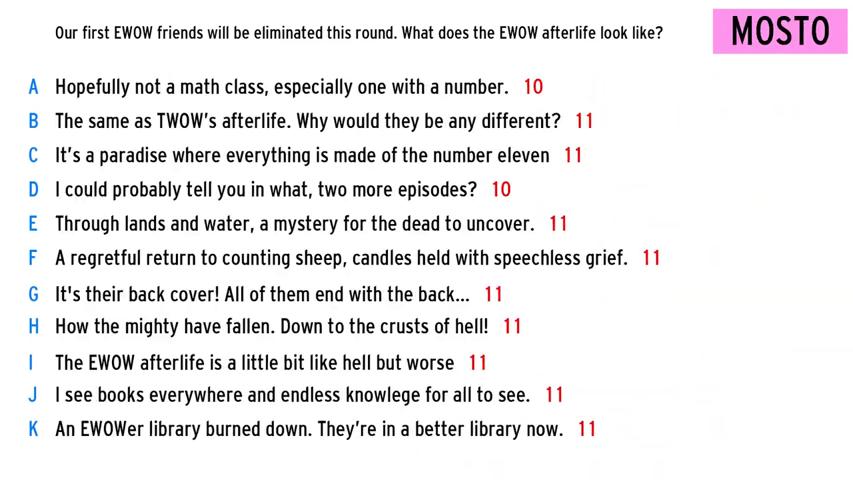 Our first EWOW friends will be eliminated this round. What does the EWOW afterlife look like?
MOSTO
A Hopefully not a math class, especially one with a number. 10
B The same as TWOW's afterlife. Why would they be any different? 11
C It's a paradise where everything is made of the number eleven 11
D I could probably tell you in what, two more episodes? 10
E Through lands and water, a mystery for the dead to uncover. 11
F A regretful return to counting sheep, candles held with speechless grief. 11
G It's their back cover! All of them end with the back... 11
H How the mighty have fallen. Down to the crusts of hell! 11
I The EWOW afterlife is a little bit like hell but worse 11
J I see books everywhere and endless knowlege for all to see. 11
K An EWOWer library burned down. They're in a better library now. 11